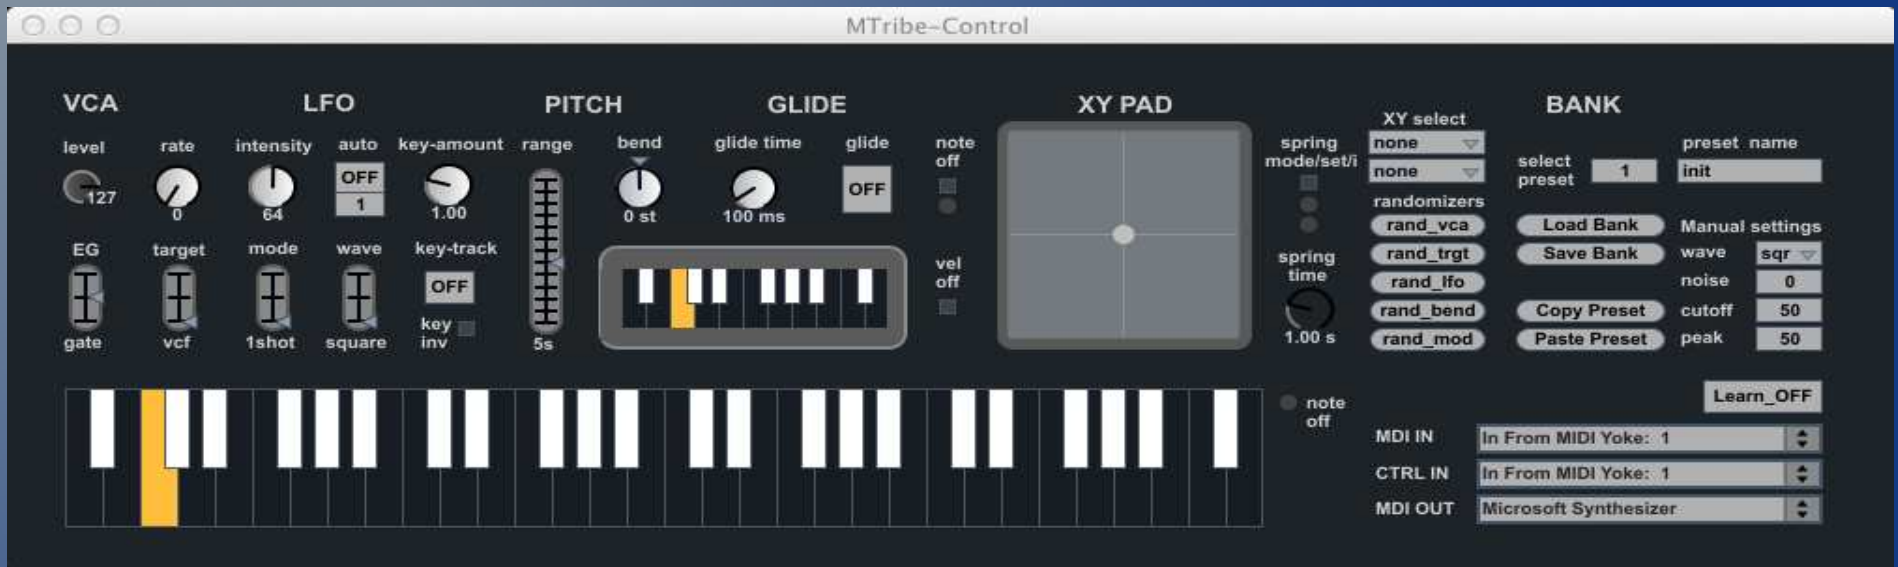 MTribe-Control
VCA
LFO
PITCH
GLIDE
XY PAD
BANK
level
127
rate
0
intensity
64
auto
OFF
1
key-amount
1.00
EG
gate
target
vcf
mode
1shot
wave
square
key-track
OFF
key
inv
range
5s
bend
0 st
glide time
100 ms
glide
OFF
note
off
vel
off
spring
mode/set/i
spring
time
1.00 s
XY select
none
none
randomizers
rand_vca
rand_trgt
rand_lfo
rand_bend
rand_mod
select
preset
1
preset name
init
Load Bank
Save Bank
Copy Preset
Paste Preset
Manual settings
wave
sqr
noise
0
cutoff
50
peak
50
note
off
Learn_OFF
MDI IN
In From MIDI Yoke: 1
CTRL IN
In From MIDI Yoke: 1
MDI OUT
Microsoft Synthesizer